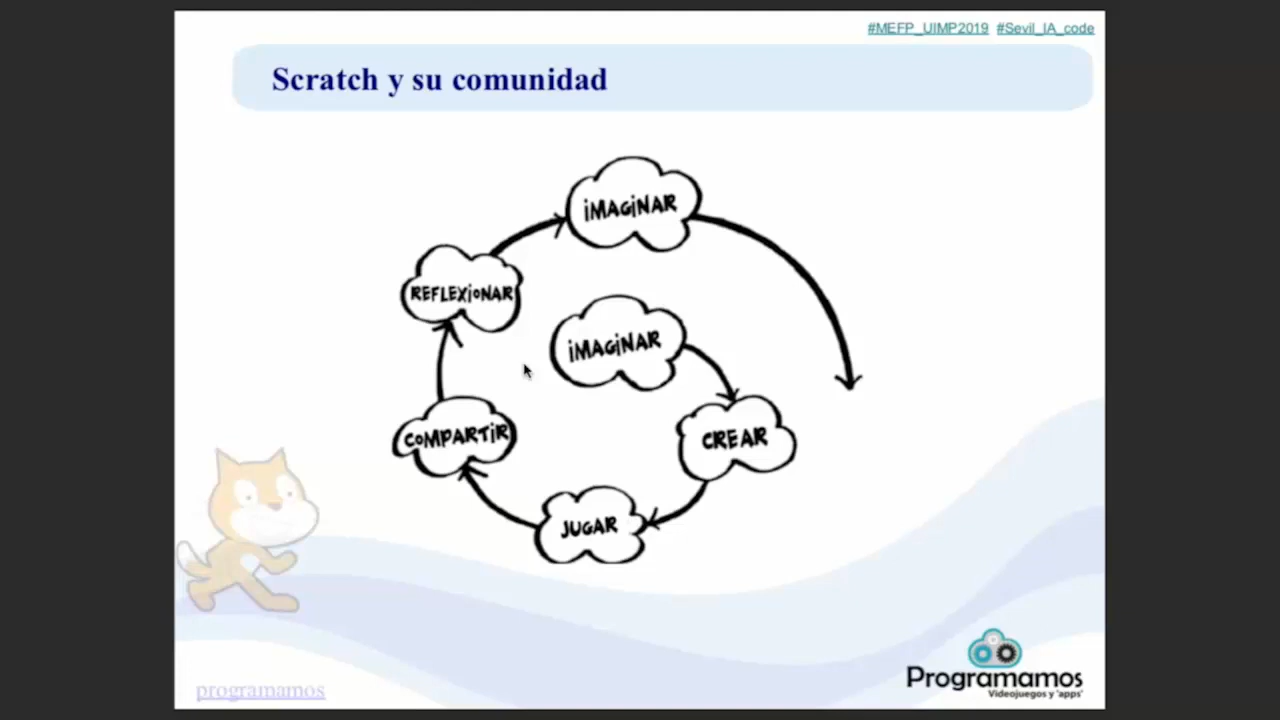 #MEFP_UIMP2019 #Sevil_IA_code
Scratch y su comunidad
iMAGiNAR
REFLEXiONAR
iMAGiNAR
COMPARTiR
CREAR
JUGAR
Programamos
Videojuegos y 'apps'
programamos